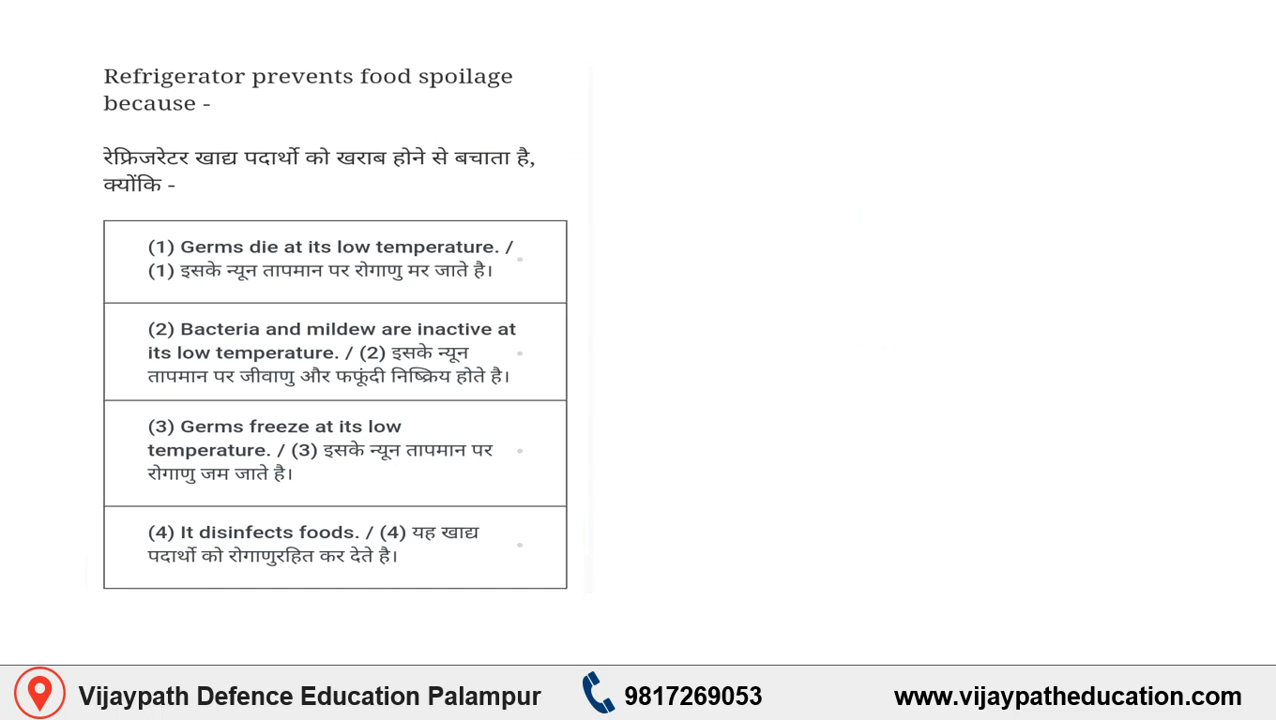 Refrigerator prevents food spoilage
because -
रेफ्रिजरेटर खाद्य पदार्थो को खराब होने से बचाता है,
क्योंकि -
(1) Germs die at its low temperature. /
(1) इसके न्यून तापमान पर रोगाणु मर जाते है।
(2) Bacteria and mildew are inactive at
its low temperature. / (2) इसके न्यून
तापमान पर जीवाणु और फफूंदी निष्क्रिय होते है।
(3) Germs freeze at its low
temperature. / (3) इसके न्यून तापमान पर
रोगाणु जम जाते है।
(4) It disinfects foods. / (4) यह खाद्य
पदार्थो को रोगाणुरहित कर देते है।
Vijaypath Defence Education Palampur
9817269053
www.vijaypatheducation.com